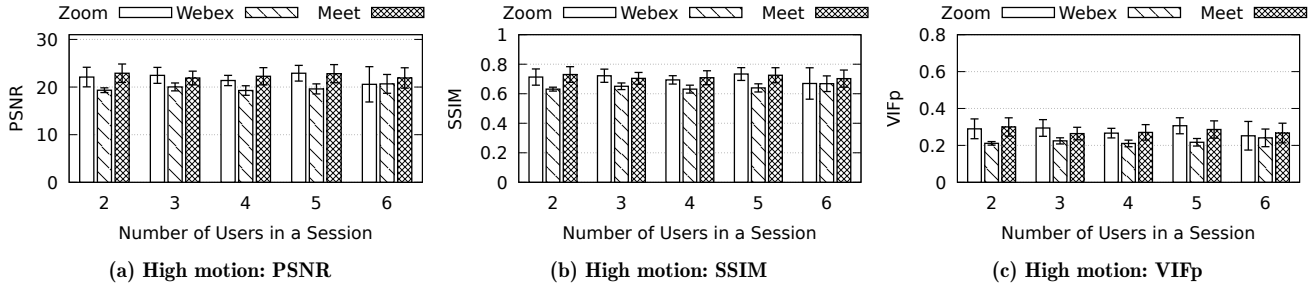 Zoom Webex Meet
30
20
10
0
PSNR
2 3 4 5 6
Number of Users in a Session
(a) High motion: PSNR
Zoom Webex Meet
1
0.8
0.6
0.4
0.2
0
SSIM
2 3 4 5 6
Number of Users in a Session
(b) High motion: SSIM
Zoom Webex Meet
0.8
0.6
0.4
0.2
0
VIFp
2 3 4 5 6
Number of Users in a Session
(c) High motion: VIFp